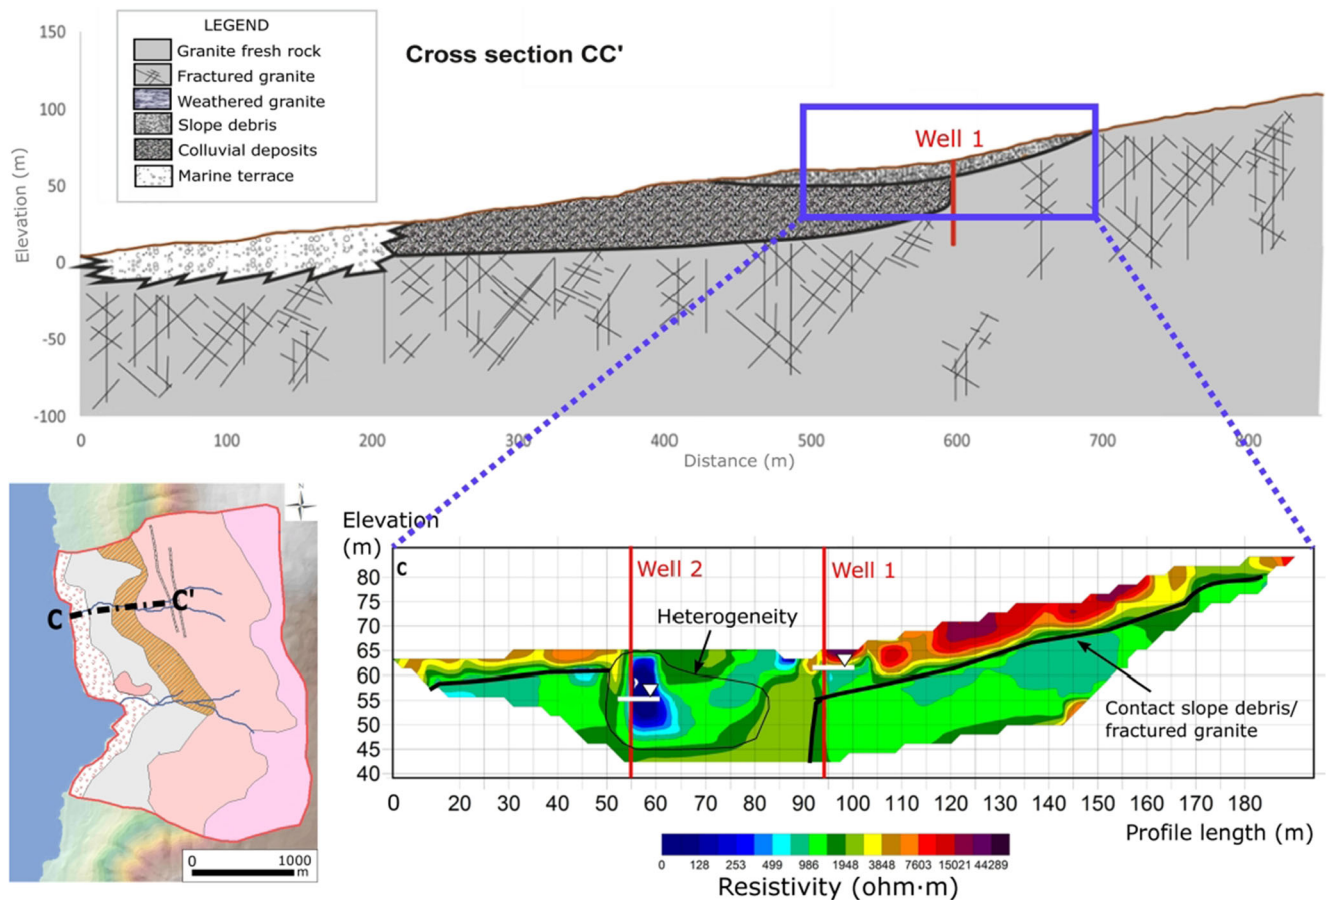 LEGEND
Granite fresh rock
Fractured granite
Weathered granite
Slope debris
Colluvial deposits
Marine terrace
Cross section CC'
Well 1
Elevation (m)
150
100
50
0
-50
-100
0 100 200 300 400 500 600 700 800
Distance (m)
N
C C'
0 1000
m
Elevation
(m)
C
Well 2
Well 1
Heterogeneity
Contact slope debris/
fractured granite
80
75
70
65
60
55
50
45
40
0 20 30 40 50 60 70 80 90 100 110 120 130 140 150 160 170 180
Profile length (m)
0 128 253 499 986 1948 3848 7603 15021 44289
Resistivity (ohm·m)